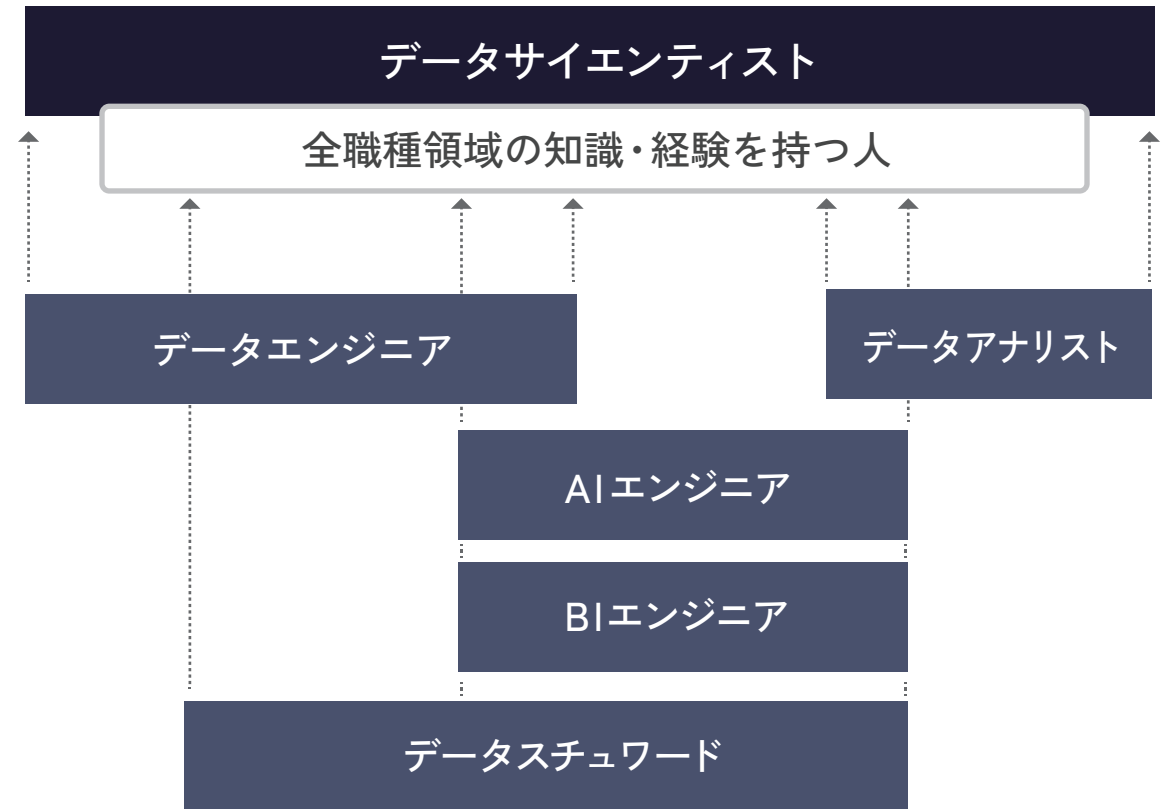 データサイエンティスト
全職種領域の知識・経験を持つ人
データエンジニア
データアナリスト
AIエンジニア
BIエンジニア
データスチュワード